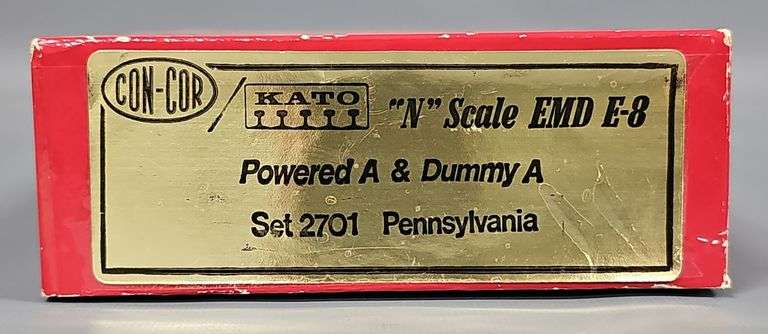 CON-COR / KATO "N" Scale EMD E-8
Powered A & Dummy A
Set 2701 Pennsylvania